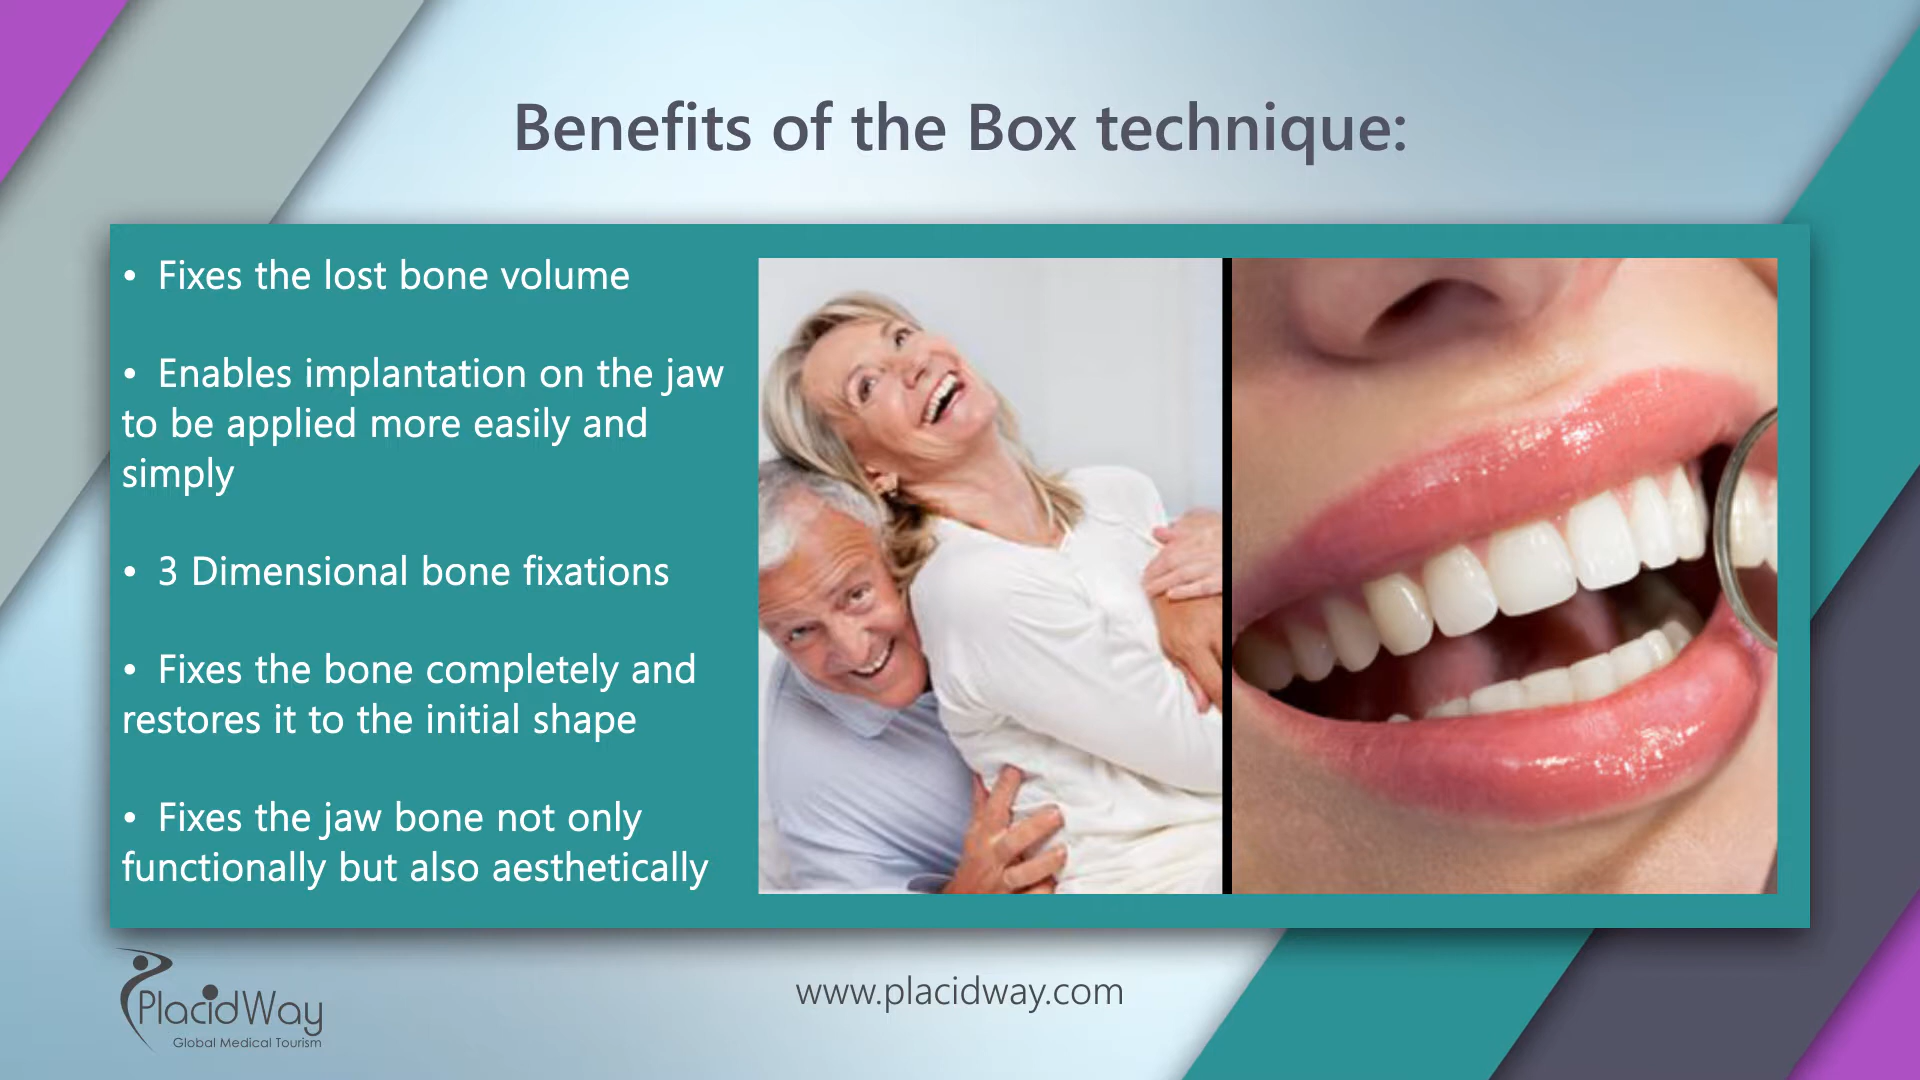 Benefits of the Box technique:
• Fixes the lost bone volume
• Enables implantation on the jaw
to be applied more easily and
simply
• 3 Dimensional bone fixations
• Fixes the bone completely and
restores it to the initial shape
• Fixes the jaw bone not only
functionally but also aesthetically
PlacidWay
Global Medical Tourism
www.placidway.com